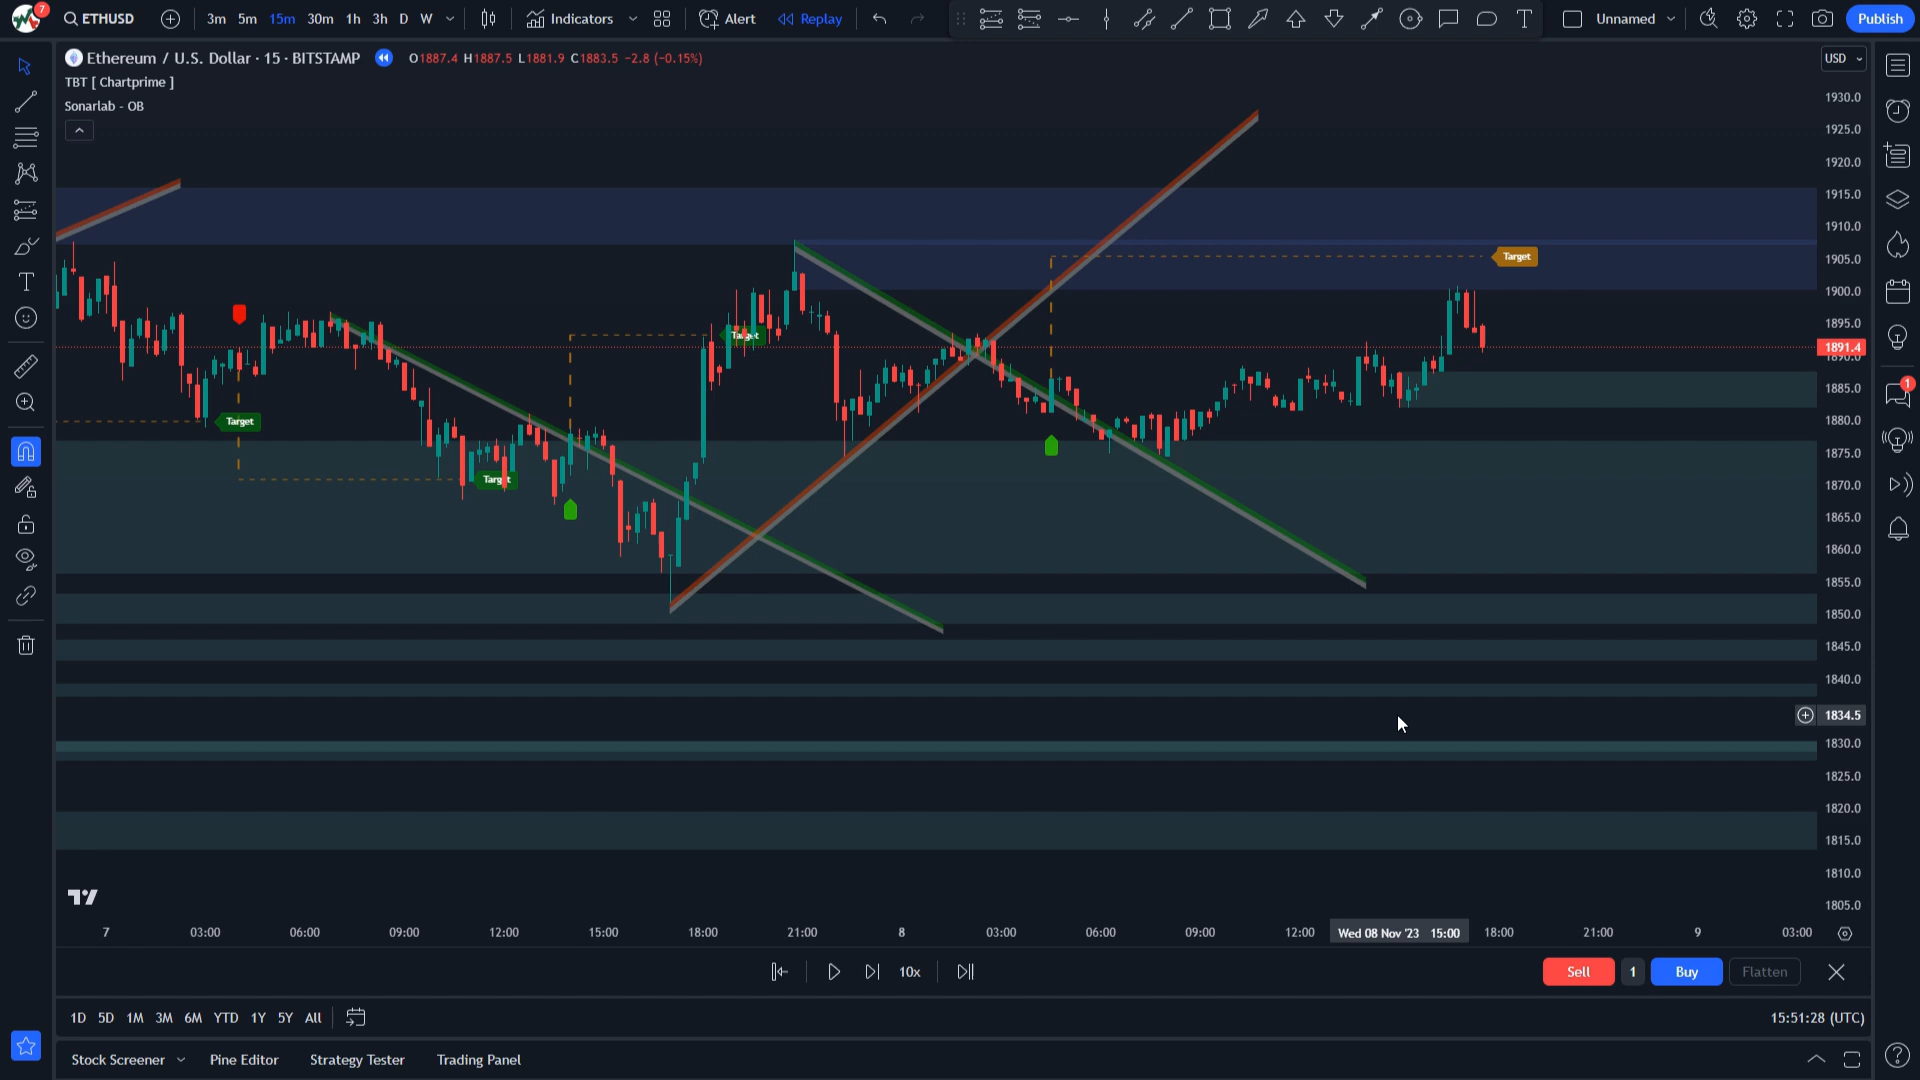 7
ETHUSD
3m 5m 15m 30m 1h 3h D W
Indicators
Alert
Replay
Unnamed
Publish
Ethereum / U.S. Dollar · 15 · BITSTAMP
O1887.4 H1887.5 L1881.9 C1883.5 −2.8 (−0.15%)
USD
TBT [ Chartprime ]
Sonarlab - OB
1930.0
1925.0
1920.0
1915.0
1910.0
1905.0
1900.0
1895.0
1891.4
1890.0
1885.0
1880.0
1875.0
1870.0
1865.0
1860.0
1855.0
1850.0
1845.0
1840.0
1834.5
1830.0
1825.0
1820.0
1815.0
1810.0
1805.0
Target
Target
Target
Target
1
7 03:00 06:00 09:00 12:00 15:00 18:00 21:00 8 03:00 06:00 09:00 12:00 Wed 08 Nov '23 15:00 18:00 21:00 9 03:00
10x
Sell 1 Buy Flatten
1D 5D 1M 3M 6M YTD 1Y 5Y All
15:51:28 (UTC)
Stock Screener Pine Editor Strategy Tester Trading Panel